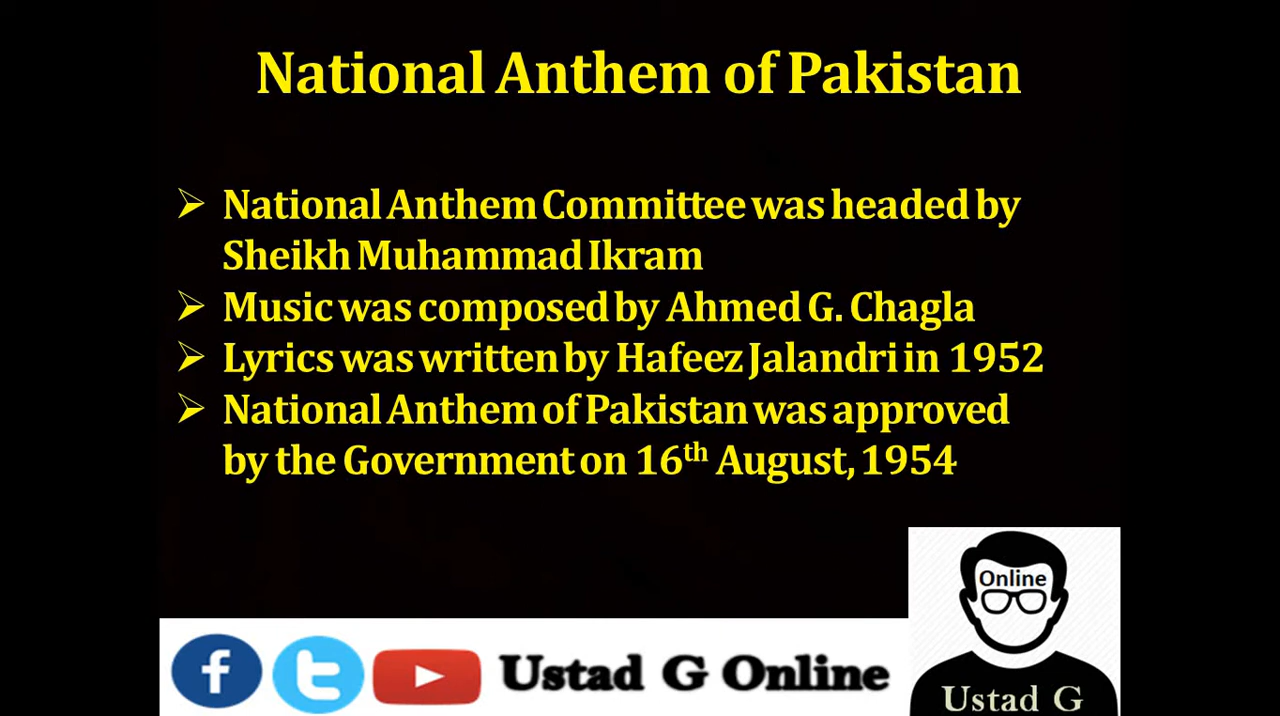 National Anthem of Pakistan
➢ National Anthem Committee was headed by
Sheikh Muhammad Ikram
➢ Music was composed by Ahmed G. Chagla
➢ Lyrics was written by Hafeez Jalandri in 1952
➢ National Anthem of Pakistan was approved
by the Government on 16th August, 1954
Online
Ustad G Online
Ustad G